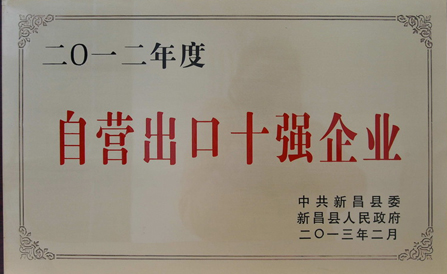 二〇一二年度
自营出口十强企业
中共新昌县委
新昌县人民政府
二〇一三年二月